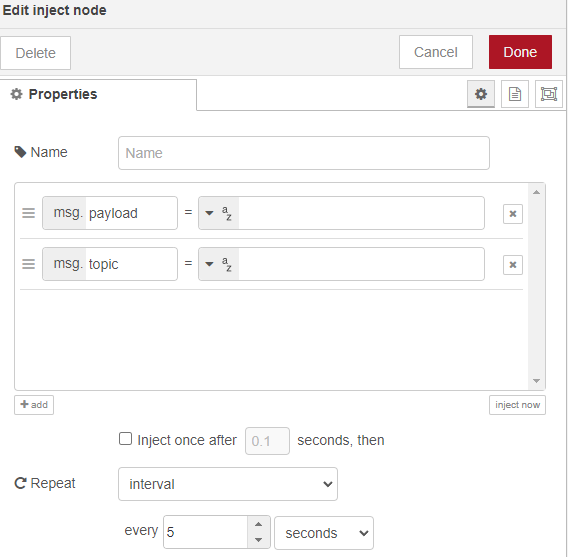 Edit inject node
Delete Cancel Done
Properties
Name Name
msg. payload = a z
msg. topic = a z
add inject now
Inject once after 0.1 seconds, then
Repeat interval
every 5 seconds